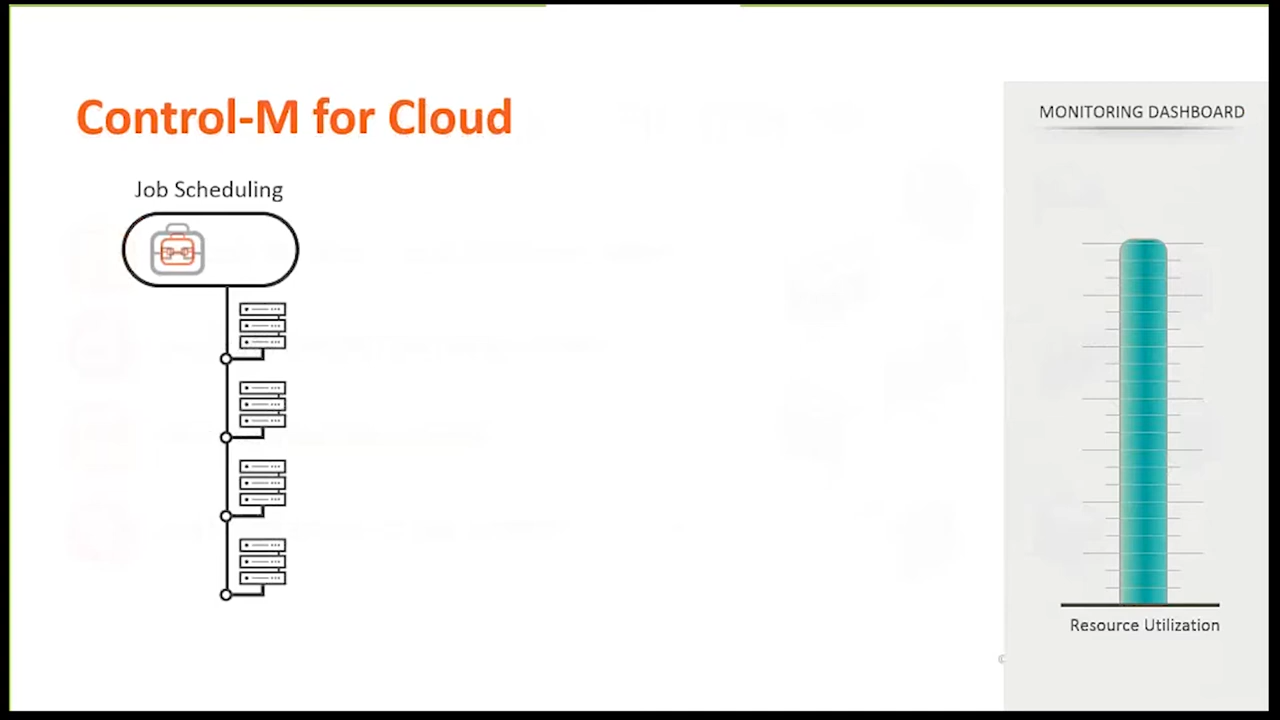 Control-M for Cloud
Job Scheduling
MONITORING DASHBOARD
Resource Utilization
©